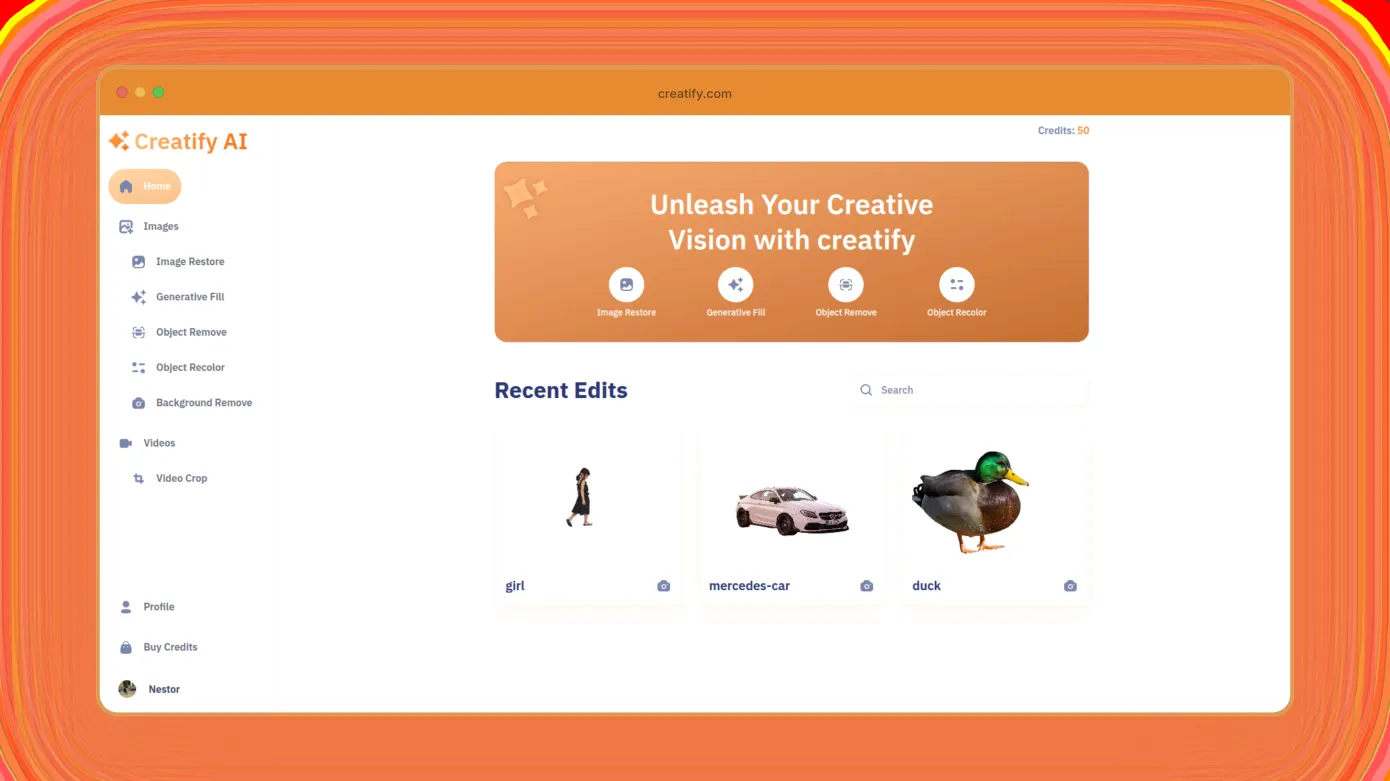 creatify.com
Creatify AI
Credits: 50
Home
Images
Image Restore
Generative Fill
Object Remove
Object Recolor
Background Remove
Videos
Video Crop
Profile
Buy Credits
Nestor
Unleash Your Creative
Vision with creatify
Image Restore
Generative Fill
Object Remove
Object Recolor
Recent Edits
Search
girl
mercedes-car
duck